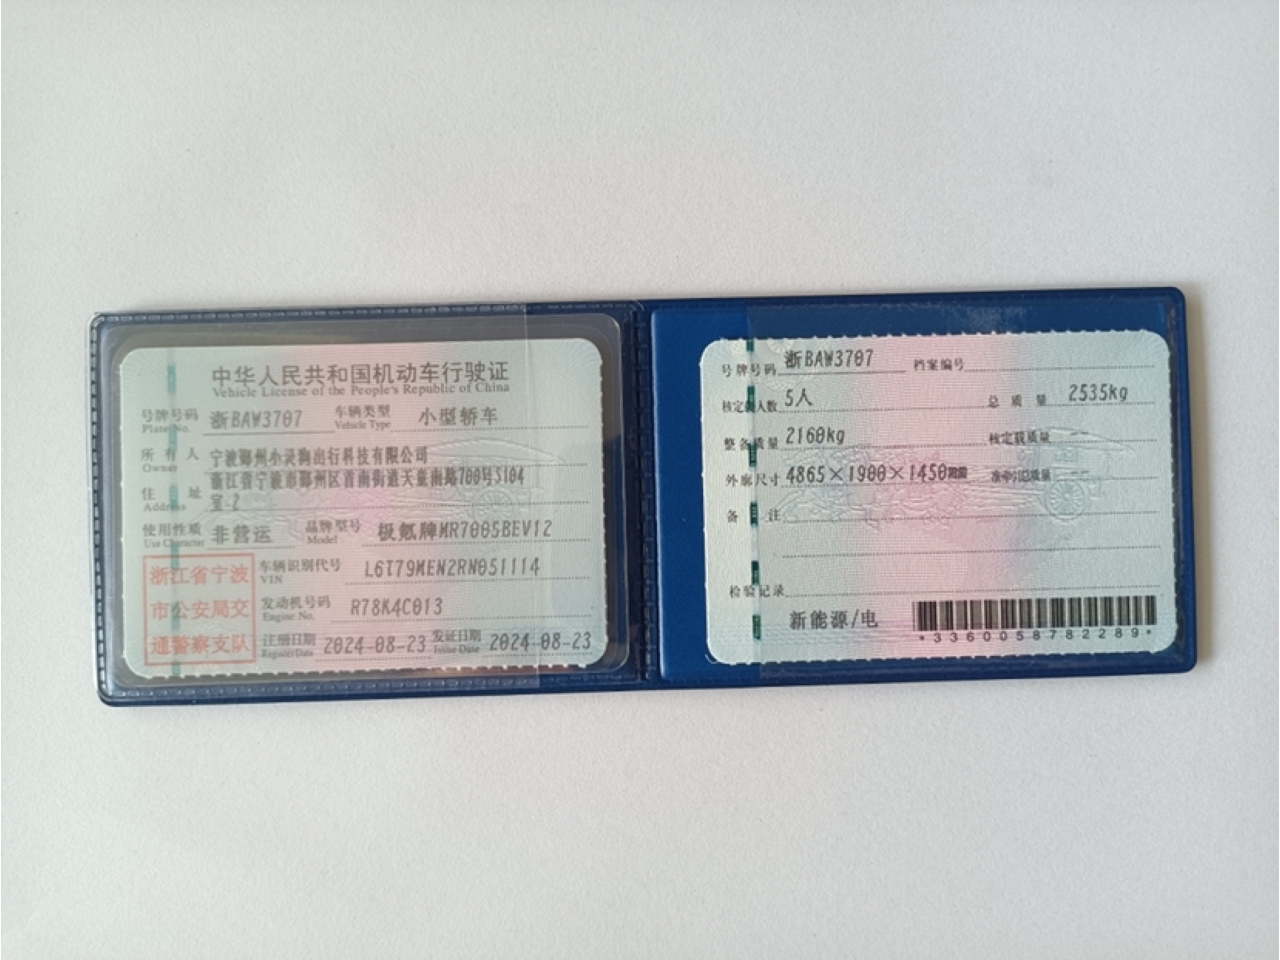 中华人民共和国机动车行驶证
Vehicle License of the People's Republic of China
号牌号码 浙BAW3707 车辆类型 小型轿车
Plate No. Vehicle Type
所有人 宁波鄞州小灵狗出行科技有限公司
Owner
住址 浙江省宁波市鄞州区首南街道天童南路700号S104
Address 室-2
使用性质 非营运 品牌型号 极氪牌MR7005BEV12
Use Character Model
浙江省宁波
市公安局交
通警察支队
车辆识别代号 L6T79MEN2RN051114
VIN
发动机号码 R78K4C013
Engine No.
注册日期 2024-08-23 发证日期 2024-08-23
Register Date Issue Date
号牌号码 浙BAW3707 档案编号
核定载人数 5人 总质量 2535kg
整备质量 2160kg 核定载质量
外廓尺寸 4865×1900×1450mm 准牵引总质量
备注
检验记录
新能源/电
*3360058782289*